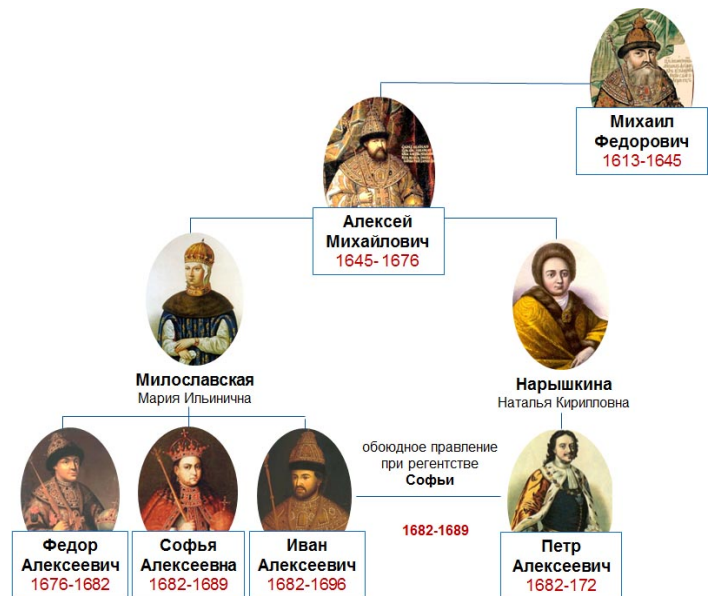 Михаил
Федорович
1613-1645
Алексей
Михайлович
1645- 1676
Милославская
Мария Ильинична
Нарышкина
Наталья Кирипповна
обоюдное правление
при регентстве
Софьи
1682-1689
Федор
Алексеевич
1676-1682
Софья
Алексеевна
1682-1689
Иван
Алексеевич
1682-1696
Петр
Алексеевич
1682-172